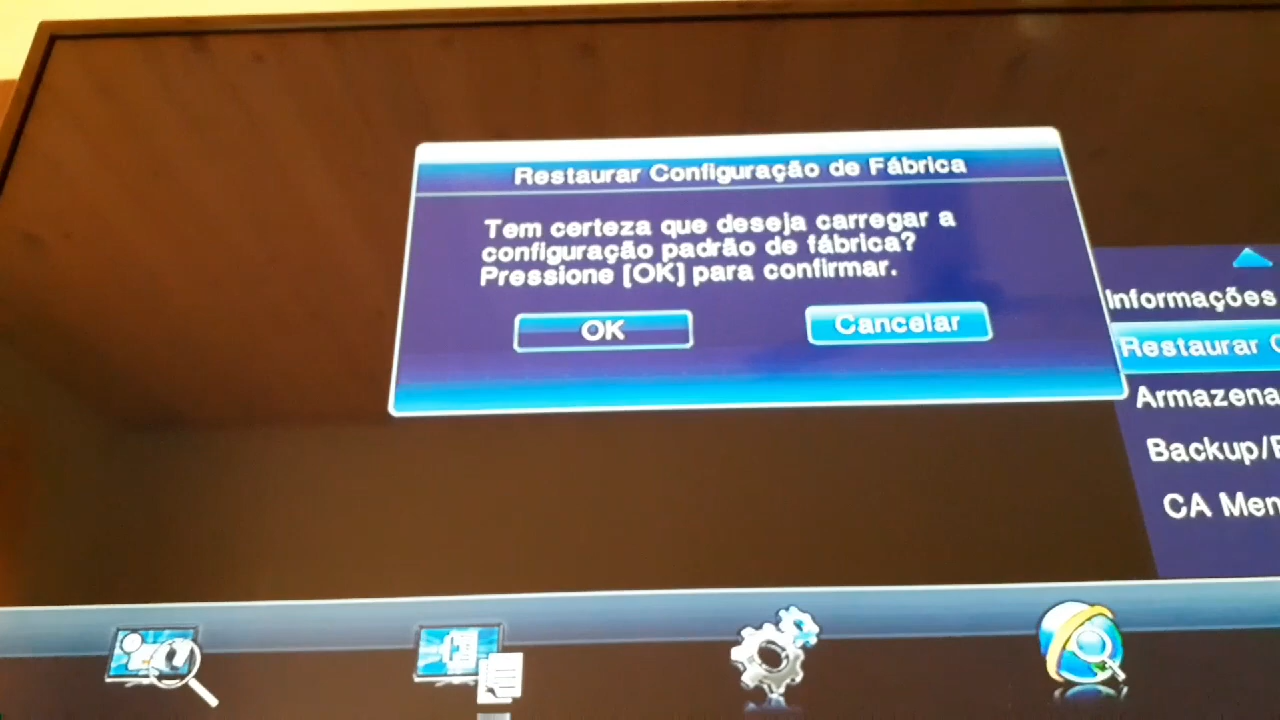 Restaurar Configuração de Fábrica
Tem certeza que deseja carregar a
configuração padrão de fábrica?
Pressione [OK] para confirmar.
OK
Cancelar
Informações
Restaurar
Armazena
Backup/
CA Men